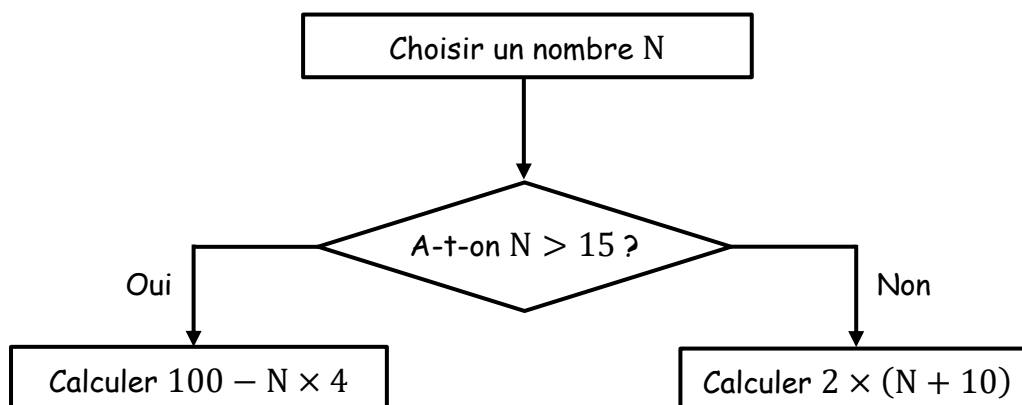 Choisir un nombre N
A-t-on N > 15 ?
Oui
Non
Calculer 100 − N × 4
Calculer 2 × (N + 10)